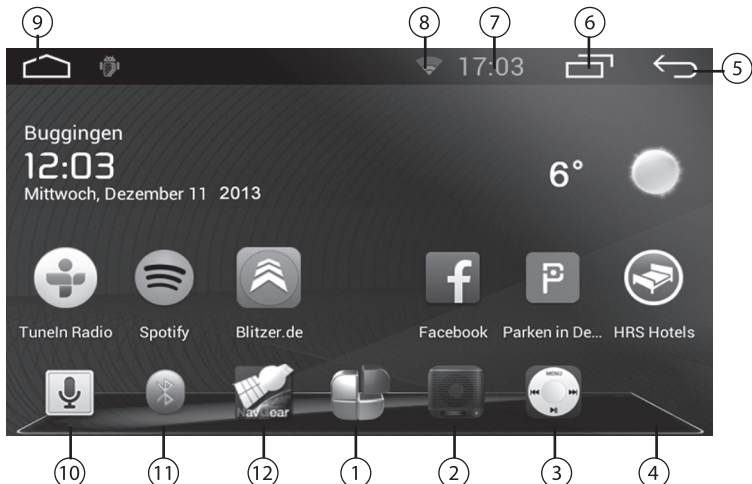 9 8 7 6
17:03
5
Buggingen
12:03
6°
Mittwoch, Dezember 11 2013
TuneIn Radio Spotify Blitzer.de Facebook Parken in De... HRS Hotels
MENU
NavGear
10 11 12 1 2 3 4